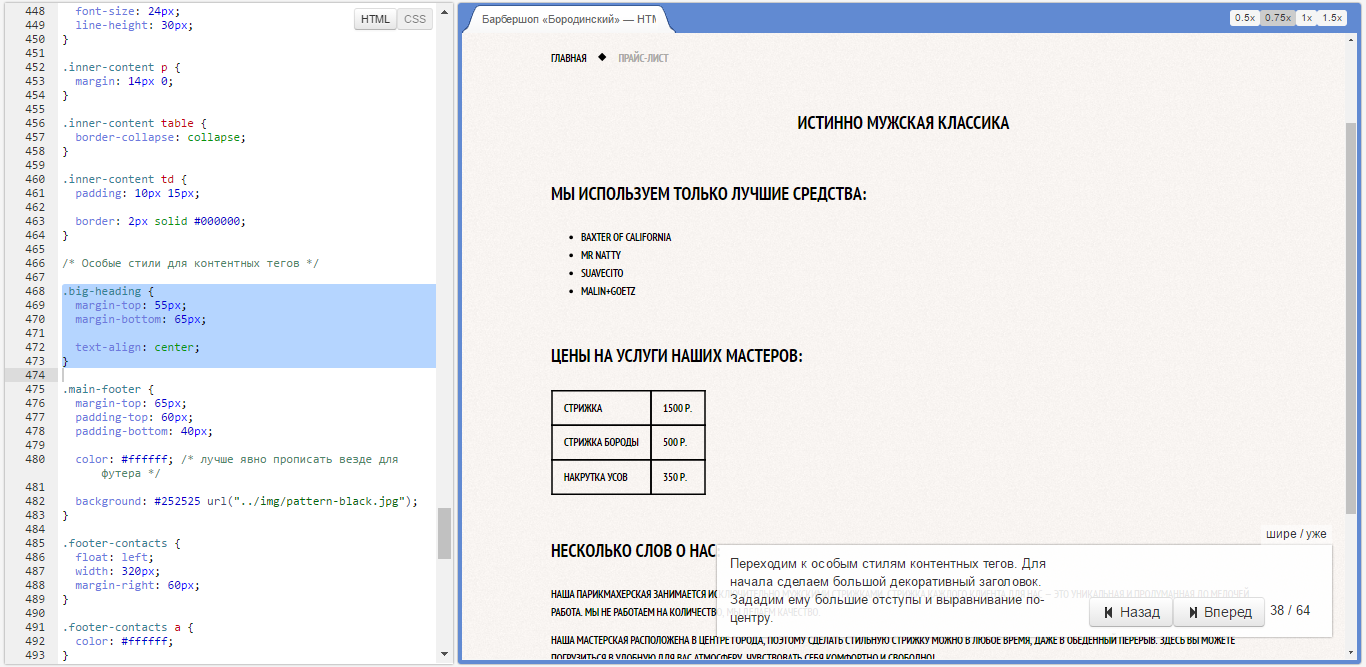 448 font-size: 24px;
449 line-height: 30px;
450 }
451
452 .inner-content p {
453 margin: 14px 0;
454 }
455
456 .inner-content table {
457 border-collapse: collapse;
458 }
459
460 .inner-content td {
461 padding: 10px 15px;
462
463 border: 2px solid #000000;
464 }
465
466 /* Особые стили для контентных тегов */
467
468 .big-heading {
469 margin-top: 55px;
470 margin-bottom: 65px;
471
472 text-align: center;
473 }
474
475 .main-footer {
476 margin-top: 65px;
477 padding-top: 60px;
478 padding-bottom: 40px;
479
480 color: #ffffff; /* лучше явно прописать везде для
футера */
481
482 background: #252525 url("../img/pattern-black.jpg");
483 }
484
485 .footer-contacts {
486 float: left;
487 width: 320px;
488 margin-right: 60px;
489 }
490
491 .footer-contacts a {
492 color: #ffffff;
493 }
HTML CSS
Барбершоп «Бородинский» — HTM
0.5x 0.75x 1x 1.5x
ГЛАВНАЯ ◆ ПРАЙС-ЛИСТ
ИСТИННО МУЖСКАЯ КЛАССИКА
МЫ ИСПОЛЬЗУЕМ ТОЛЬКО ЛУЧШИЕ СРЕДСТВА:
• BAXTER OF CALIFORNIA
• MR NATTY
• SUAVECITO
• MALIN+GOETZ
ЦЕНЫ НА УСЛУГИ НАШИХ МАСТЕРОВ:
СТРИЖКА 1500 Р.
СТРИЖКА БОРОДЫ 500 Р.
НАКРУТКА УСОВ 350 Р.
НЕСКОЛЬКО СЛОВ О НАС
НАША ПАРИКМАХЕРСКАЯ ЗАНИМАЕТСЯ ИСКЛЮЧИТЕЛЬНО МУЖСКИМИ СТРИЖКАМИ. СТРИЖКА КАЖДОГО КЛИЕНТА ДЛЯ НАС — ЭТО УНИКАЛЬНАЯ И ПРОДУМАННАЯ ДО МЕЛОЧЕЙ
РАБОТА. МЫ НЕ РАБОТАЕМ НА КОЛИЧЕСТВО, МЫ ДЕЛАЕМ КАЧЕСТВО.
НАША МАСТЕРСКАЯ РАСПОЛОЖЕНА В ЦЕНТРЕ ГОРОДА, ПОЭТОМУ СДЕЛАТЬ СТИЛЬНУЮ СТРИЖКУ МОЖНО В ЛЮБОЕ ВРЕМЯ, ДАЖЕ В ОБЕДЕННЫЙ ПЕРЕРЫВ. ЗДЕСЬ ВЫ МОЖЕТЕ
ПОГРУЗИТЬСЯ В УДОБНУЮ ДЛЯ ВАС АТМОСФЕРУ, ЧУВСТВОВАТЬ СЕБЯ КОМФОРТНО И СВОБОДНО!
шире / уже
Переходим к особым стилям контентных тегов. Для
начала сделаем большой декоративный заголовок.
Зададим ему большие отступы и выравнивание по-
центру.
Назад Вперед 38 / 64